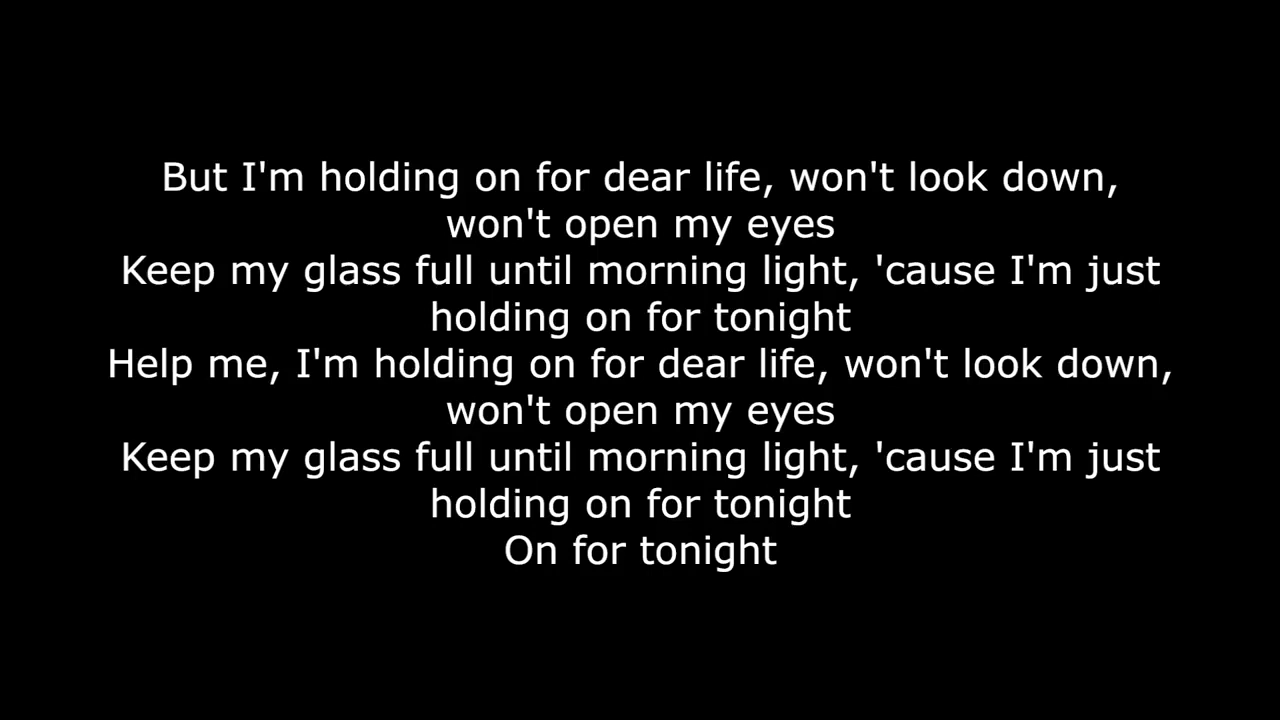 But I'm holding on for dear life, won't look down,
won't open my eyes
Keep my glass full until morning light, 'cause I'm just
holding on for tonight
Help me, I'm holding on for dear life, won't look down,
won't open my eyes
Keep my glass full until morning light, 'cause I'm just
holding on for tonight
On for tonight